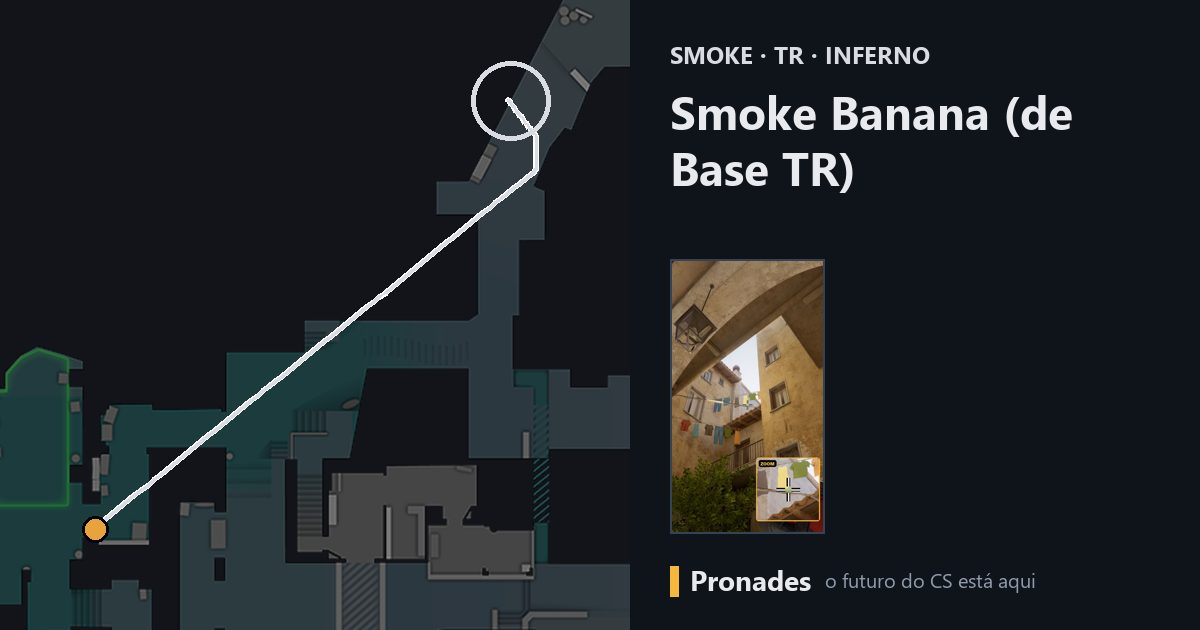 SMOKE · TR · INFERNO
Smoke Banana (de
Base TR)
ZOOM
Pronades o futuro do CS está aqui